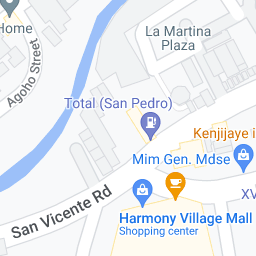 Home
La Martina
Plaza
Agoho Street
Total (San Pedro)
Kenjijaye i
Mim Gen. Mdse
XV
San Vicente Rd
Harmony Village Mall
Shopping center